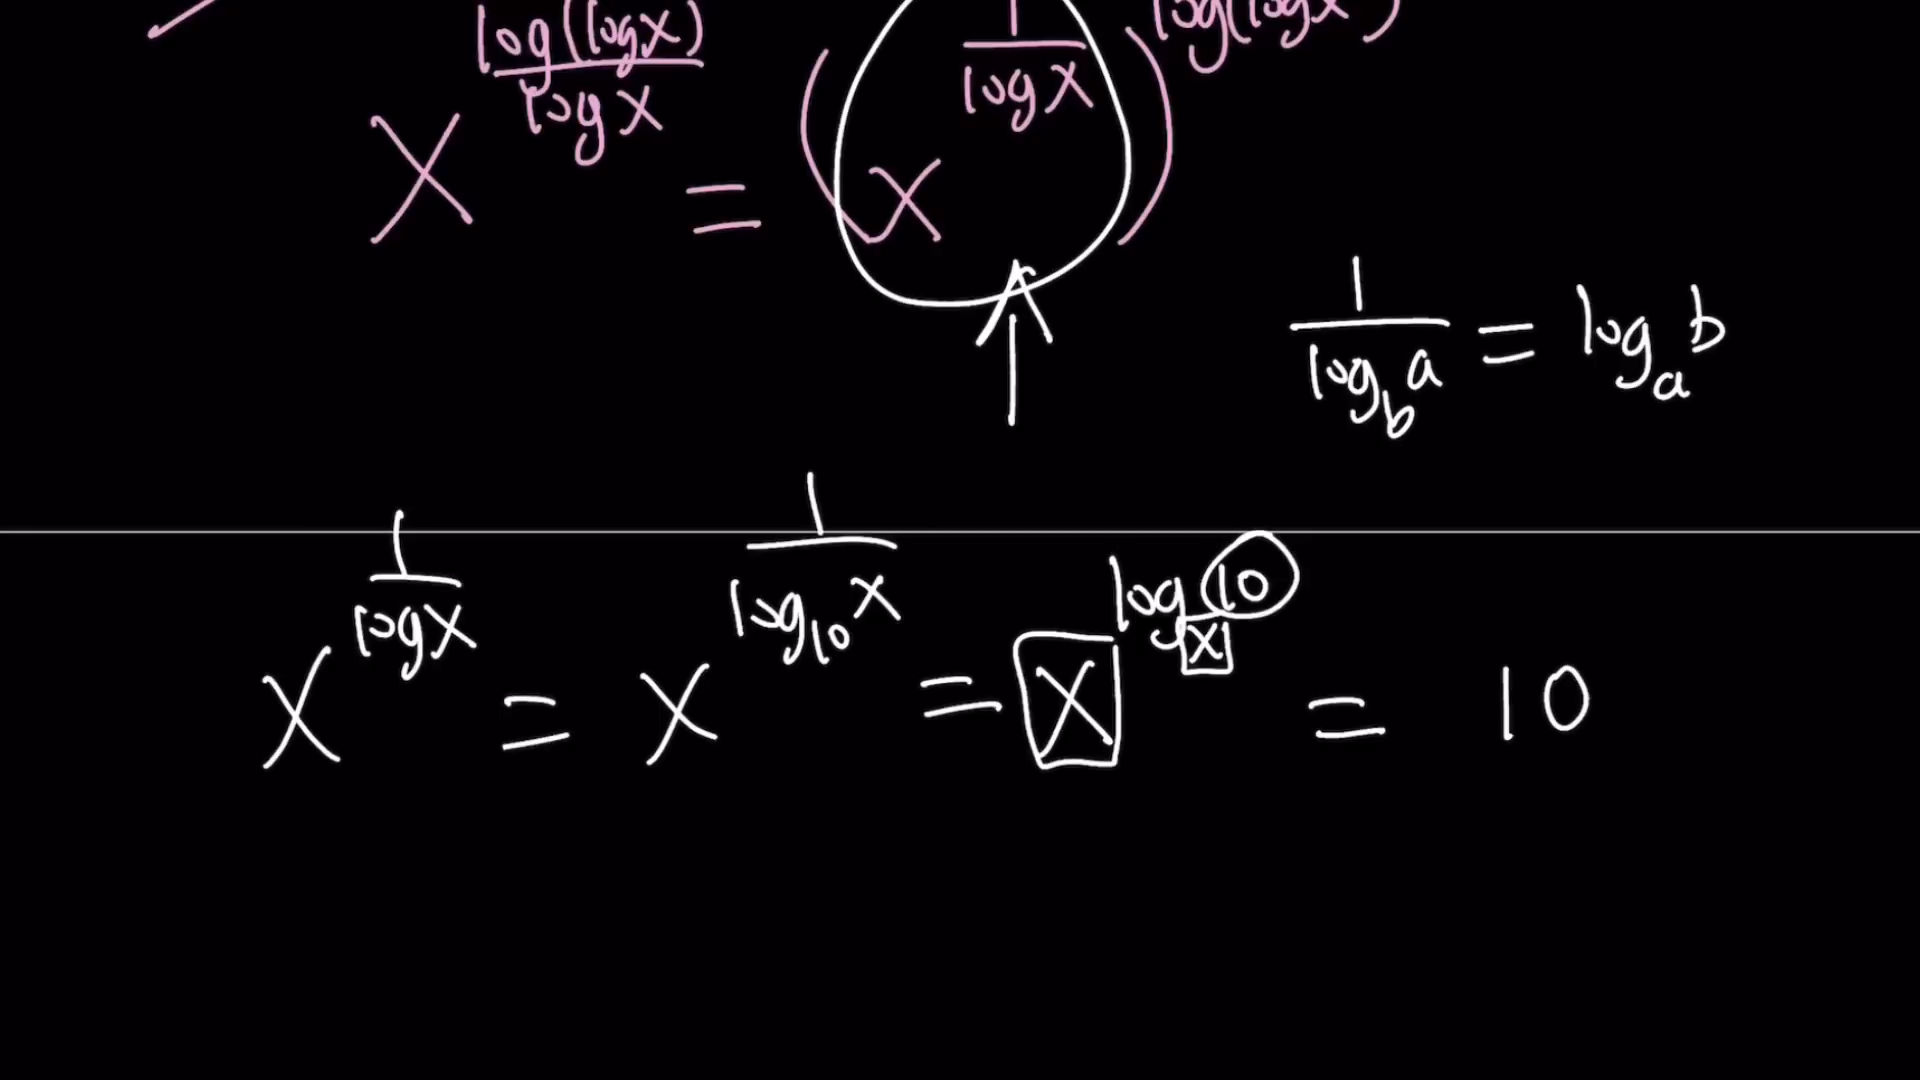 x^(log(log x)/log x) = (x^(1/log x))^(log(log x))
1/log_b a = log_a b
x^(1/log x) = x^(1/log_10 x) = x^(log_x 10) = 10